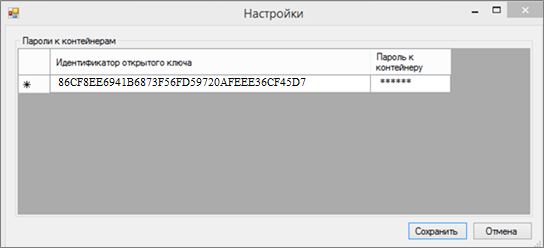 Настройки
Пароли к контейнерам
Идентификатор открытого ключа
Пароль к
контейнеру
86CF8EE6941B6873F56FD59720AFEEE36CF45D7
******
Сохранить
Отмена